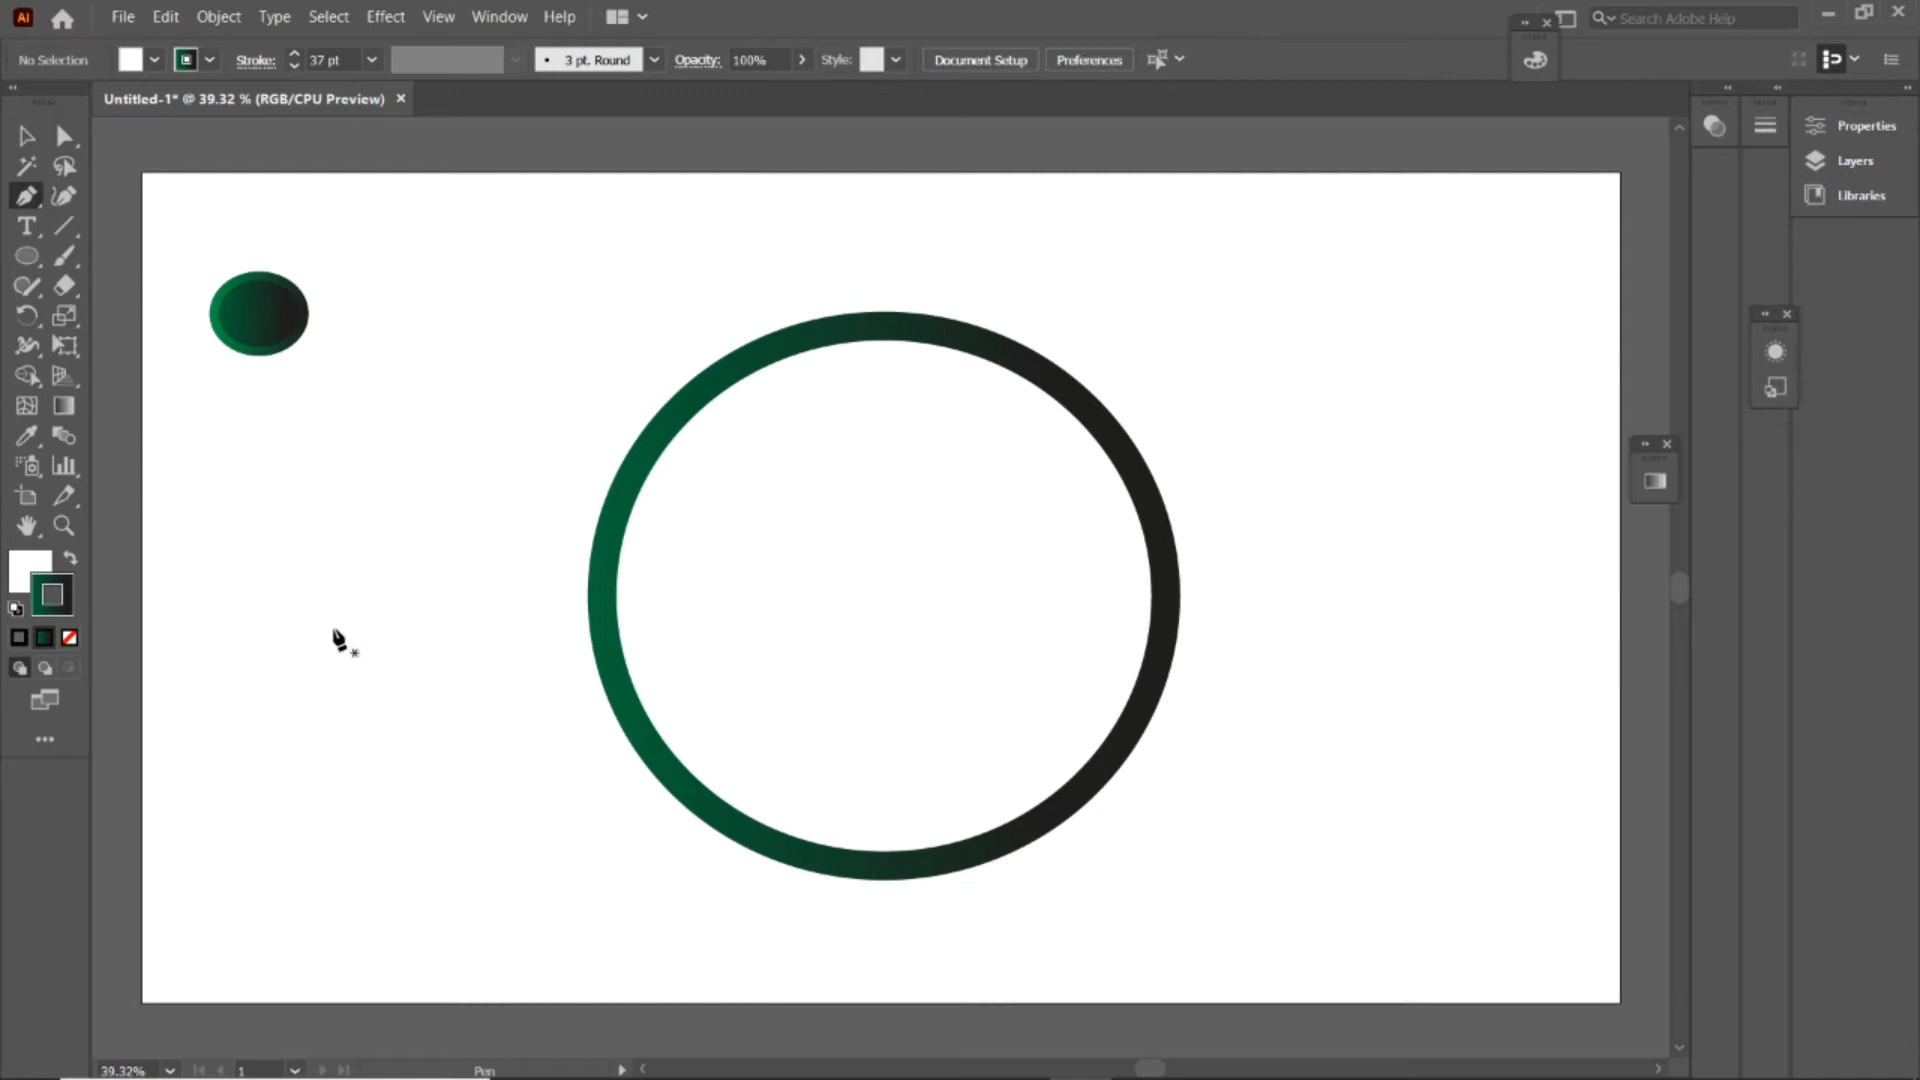 Ai File Edit Object Type Select Effect View Window Help Search Adobe Help
No Selection Stroke: 37 pt 3 pt. Round Opacity: 100% Style: Document Setup Preferences
Untitled-1* @ 39.32 % (RGB/CPU Preview)
Properties
Layers
Libraries
39.32% 1 Pen